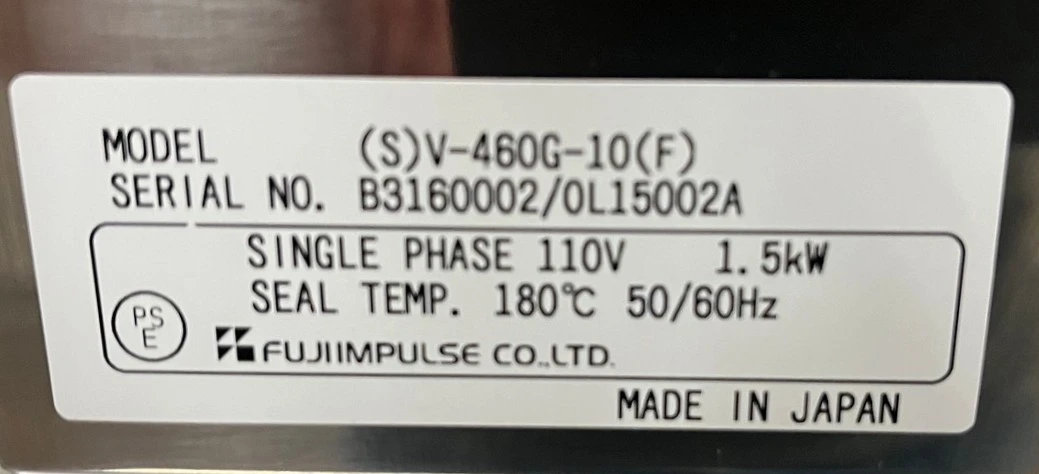 MODEL (S)V-460G-10(F)
SERIAL NO. B3160002/0L15002A
SINGLE PHASE 110V 1.5kW
SEAL TEMP. 180℃ 50/60Hz
PS
E
FUJIIMPULSE CO.,LTD.
MADE IN JAPAN